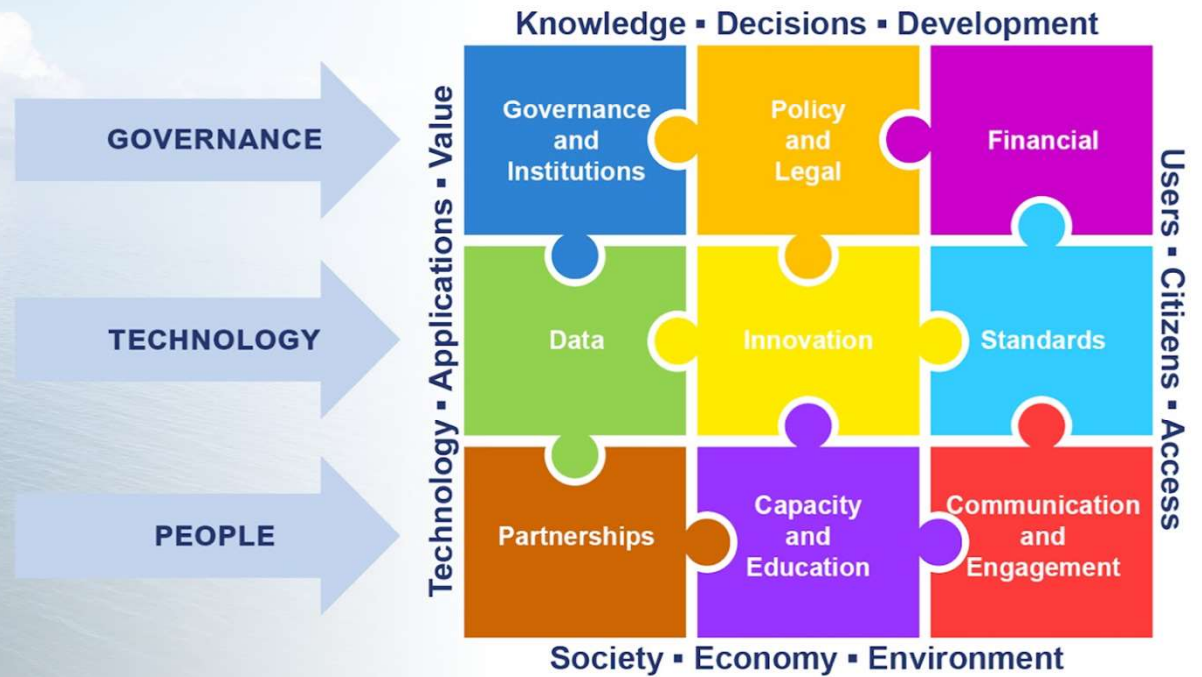 Knowledge ▪ Decisions ▪ Development
GOVERNANCE
TECHNOLOGY
PEOPLE
Technology ▪ Applications ▪ Value
Governance
and
Institutions
Policy
and
Legal
Financial
Data
Innovation
Standards
Partnerships
Capacity
and
Education
Communication
and
Engagement
Users ▪ Citizens ▪ Access
Society ▪ Economy ▪ Environment